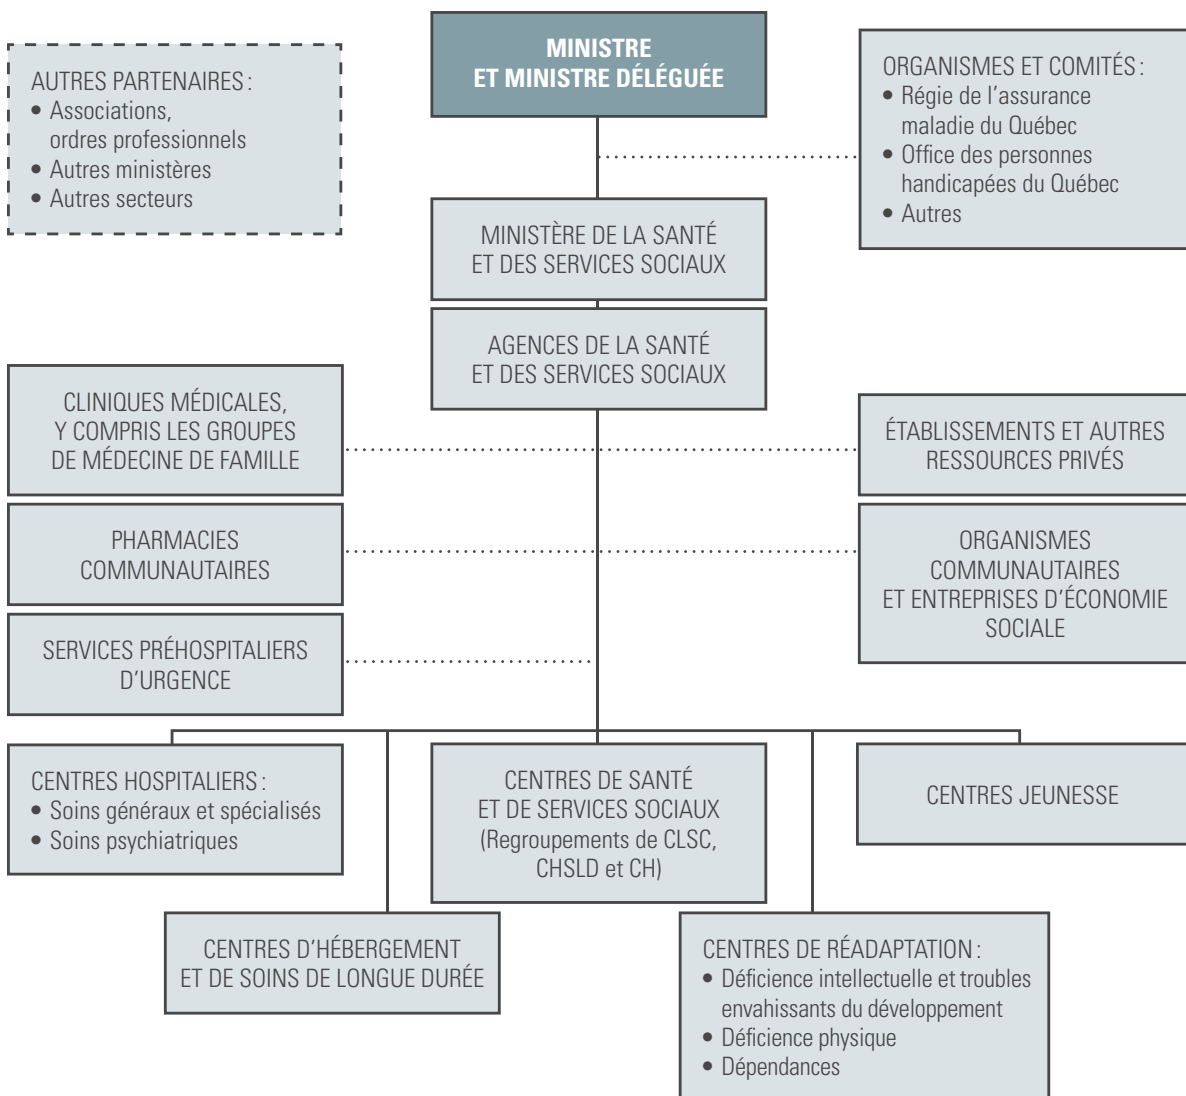 MINISTRE
ET MINISTRE DÉLÉGUÉE
AUTRES PARTENAIRES :
• Associations,
ordres professionnels
• Autres ministères
• Autres secteurs
ORGANISMES ET COMITÉS :
• Régie de l'assurance
maladie du Québec
• Office des personnes
handicapées du Québec
• Autres
MINISTÈRE DE LA SANTÉ
ET DES SERVICES SOCIAUX
AGENCES DE LA SANTÉ
ET DES SERVICES SOCIAUX
CLINIQUES MÉDICALES,
Y COMPRIS LES GROUPES
DE MÉDECINE DE FAMILLE
ÉTABLISSEMENTS ET AUTRES
RESSOURCES PRIVÉS
PHARMACIES
COMMUNAUTAIRES
ORGANISMES
COMMUNAUTAIRES
ET ENTREPRISES D'ÉCONOMIE
SOCIALE
SERVICES PRÉHOSPITALIERS
D'URGENCE
CENTRES HOSPITALIERS :
• Soins généraux et spécialisés
• Soins psychiatriques
CENTRES DE SANTÉ
ET DE SERVICES SOCIAUX
(Regroupements de CLSC,
CHSLD et CH)
CENTRES JEUNESSE
CENTRES D'HÉBERGEMENT
ET DE SOINS DE LONGUE DURÉE
CENTRES DE RÉADAPTATION :
• Déficience intellectuelle et troubles
envahissants du développement
• Déficience physique
• Dépendances